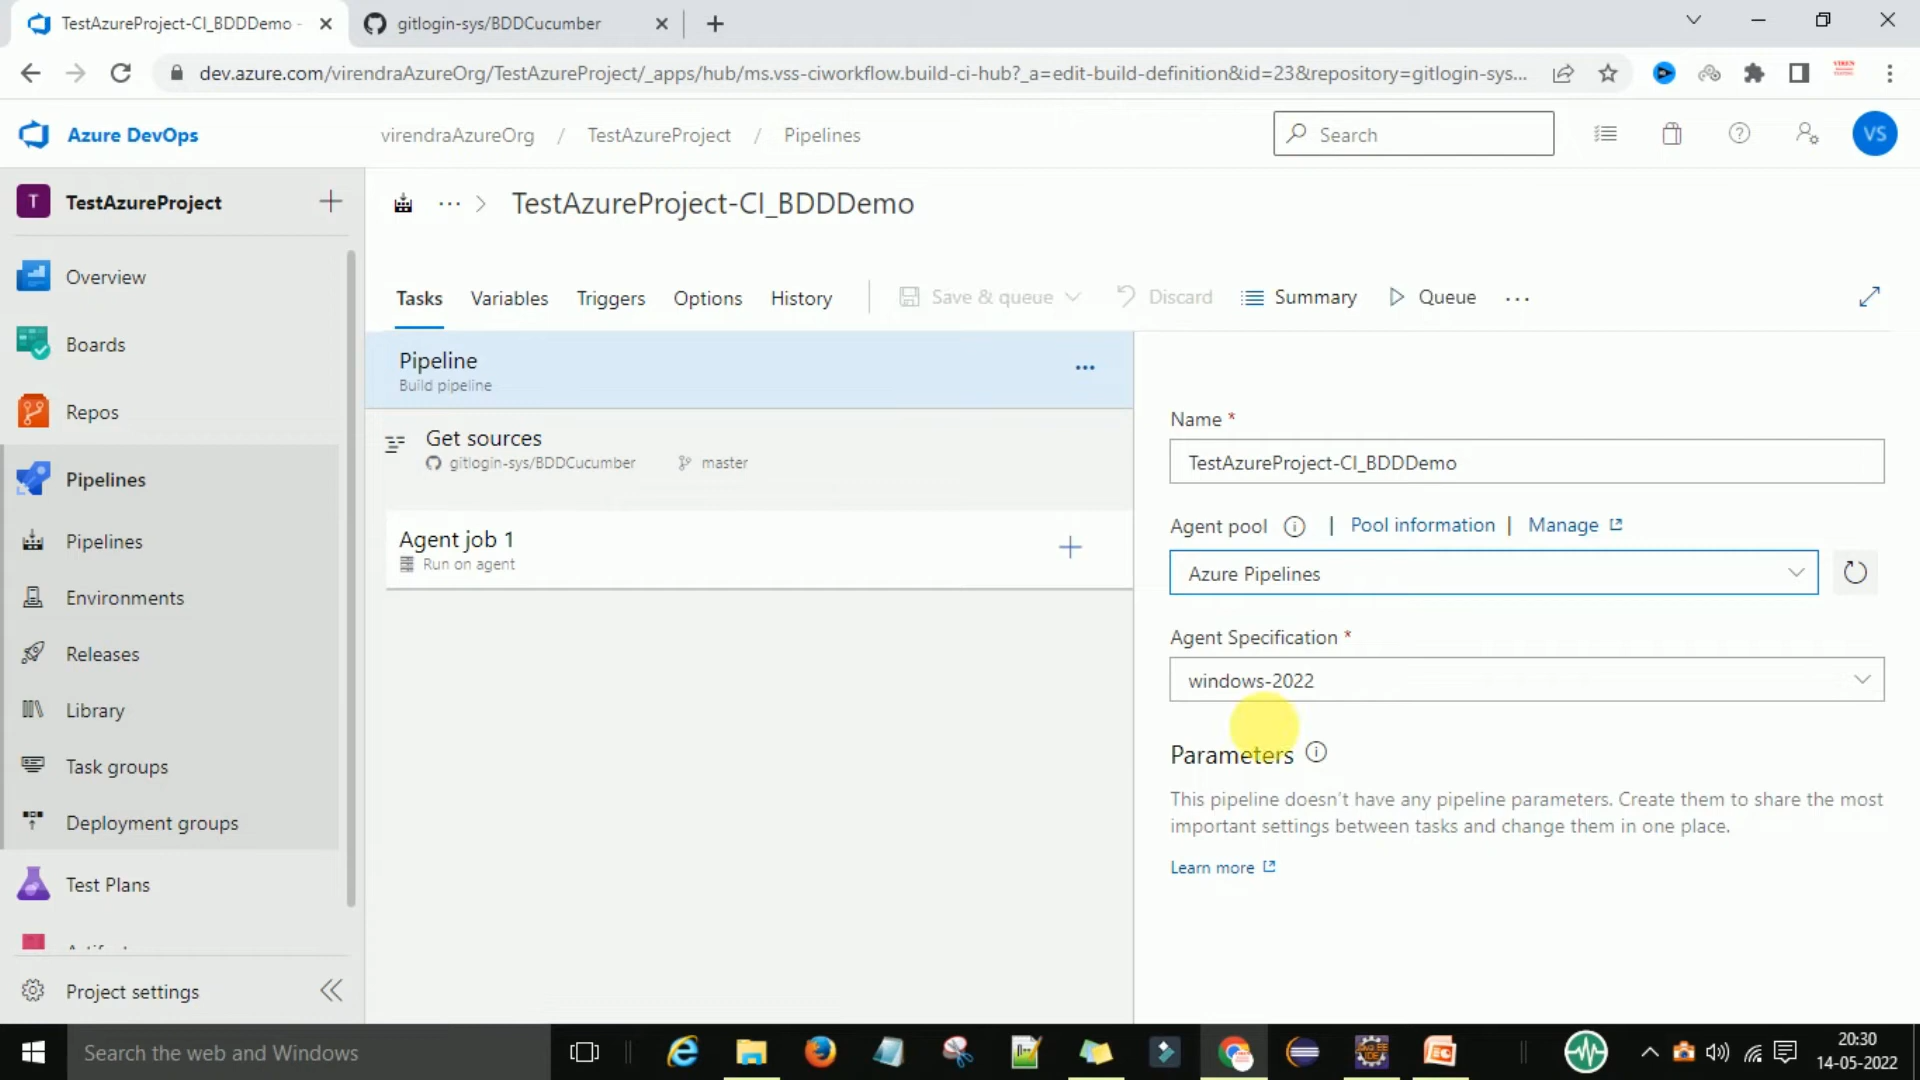 TestAzureProject-CI_BDDDemo -
gitlogin-sys/BDDCucumber
dev.azure.com/virendraAzureOrg/TestAzureProject/_apps/hub/ms.vss-ciworkflow.build-ci-hub?_a=edit-build-definition&id=23&repository=gitlogin-sys...
Azure DevOps
virendraAzureOrg / TestAzureProject / Pipelines
Search
VS
T TestAzureProject
Overview
Boards
Repos
Pipelines
Pipelines
Environments
Releases
Library
Task groups
Deployment groups
Test Plans
Project settings
TestAzureProject-CI_BDDDemo
Tasks Variables Triggers Options History Save & queue Discard Summary Queue ...
Pipeline
Build pipeline
Get sources
gitlogin-sys/BDDCucumber master
Agent job 1
Run on agent
Name *
TestAzureProject-CI_BDDDemo
Agent pool | Pool information | Manage
Azure Pipelines
Agent Specification *
windows-2022
Parameters
This pipeline doesn't have any pipeline parameters. Create them to share the most
important settings between tasks and change them in one place.
Learn more
Search the web and Windows
20:30
14-05-2022